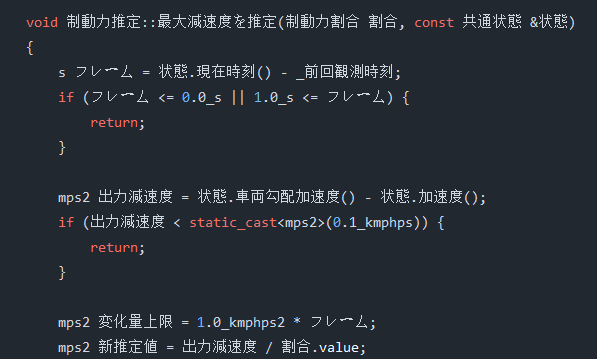 void 制動力推定::最大減速度を推定(制動力割合 割合, const 共通状態 &状態)
{
    s フレーム = 状態.現在時刻() - _前回観測時刻;
    if (フレーム <= 0.0_s || 1.0_s <= フレーム) {
        return;
    }

    mps2 出力減速度 = 状態.車両勾配加速度() - 状態.加速度();
    if (出力減速度 < static_cast<mps2>(0.1_kmphps)) {
        return;
    }

    mps2 変化量上限 = 1.0_kmphps2 * フレーム;
    mps2 新推定値 = 出力減速度 / 割合.value;